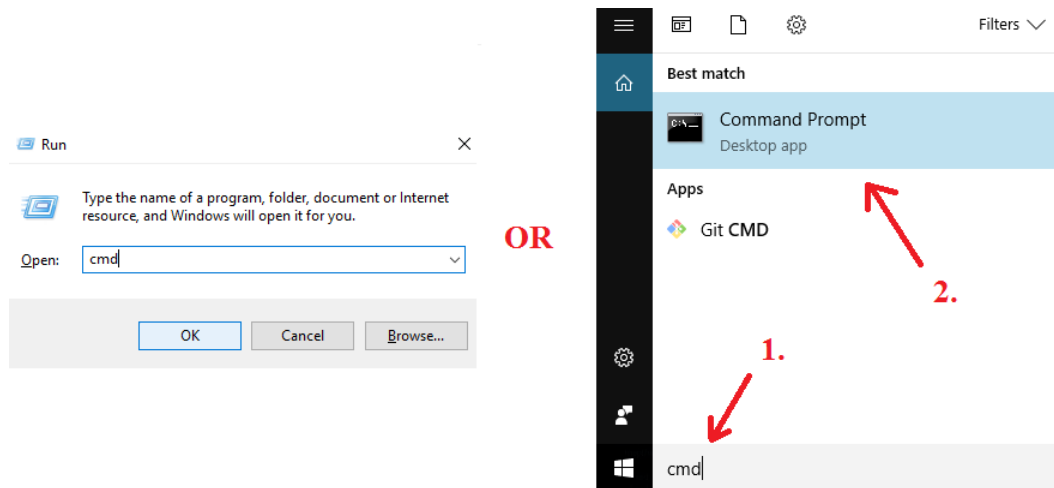 Run
Type the name of a program, folder, document or Internet
resource, and Windows will open it for you.
Open:
cmd
OK
Cancel
Browse...
OR
Filters
Best match
C:\_
Command Prompt
Desktop app
Apps
Git CMD
2.
1.
cmd